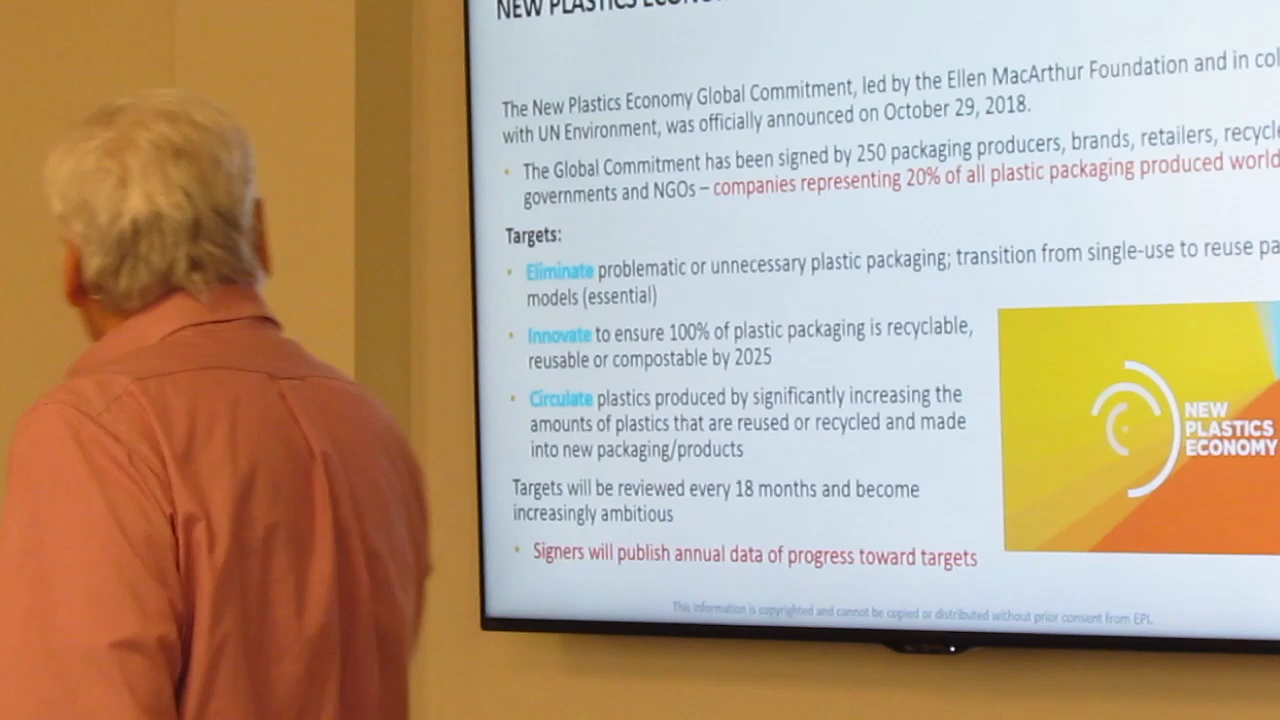 NEW PLASTICS
The New Plastics Economy Global Commitment, led by the Ellen MacArthur Foundation and in col
with UN Environment, was officially announced on October 29, 2018.
• The Global Commitment has been signed by 250 packaging producers, brands, retailers, recycle
governments and NGOs – companies representing 20% of all plastic packaging produced world
Targets:
• Eliminate problematic or unnecessary plastic packaging; transition from single-use to reuse pa
models (essential)
• Innovate to ensure 100% of plastic packaging is recyclable,
reusable or compostable by 2025
• Circulate plastics produced by significantly increasing the
amounts of plastics that are reused or recycled and made
into new packaging/products
NEW
PLASTICS
ECONOMY
Targets will be reviewed every 18 months and become
increasingly ambitious
• Signers will publish annual data of progress toward targets
This information is copyrighted and cannot be copied or distributed without prior consent from EPI.